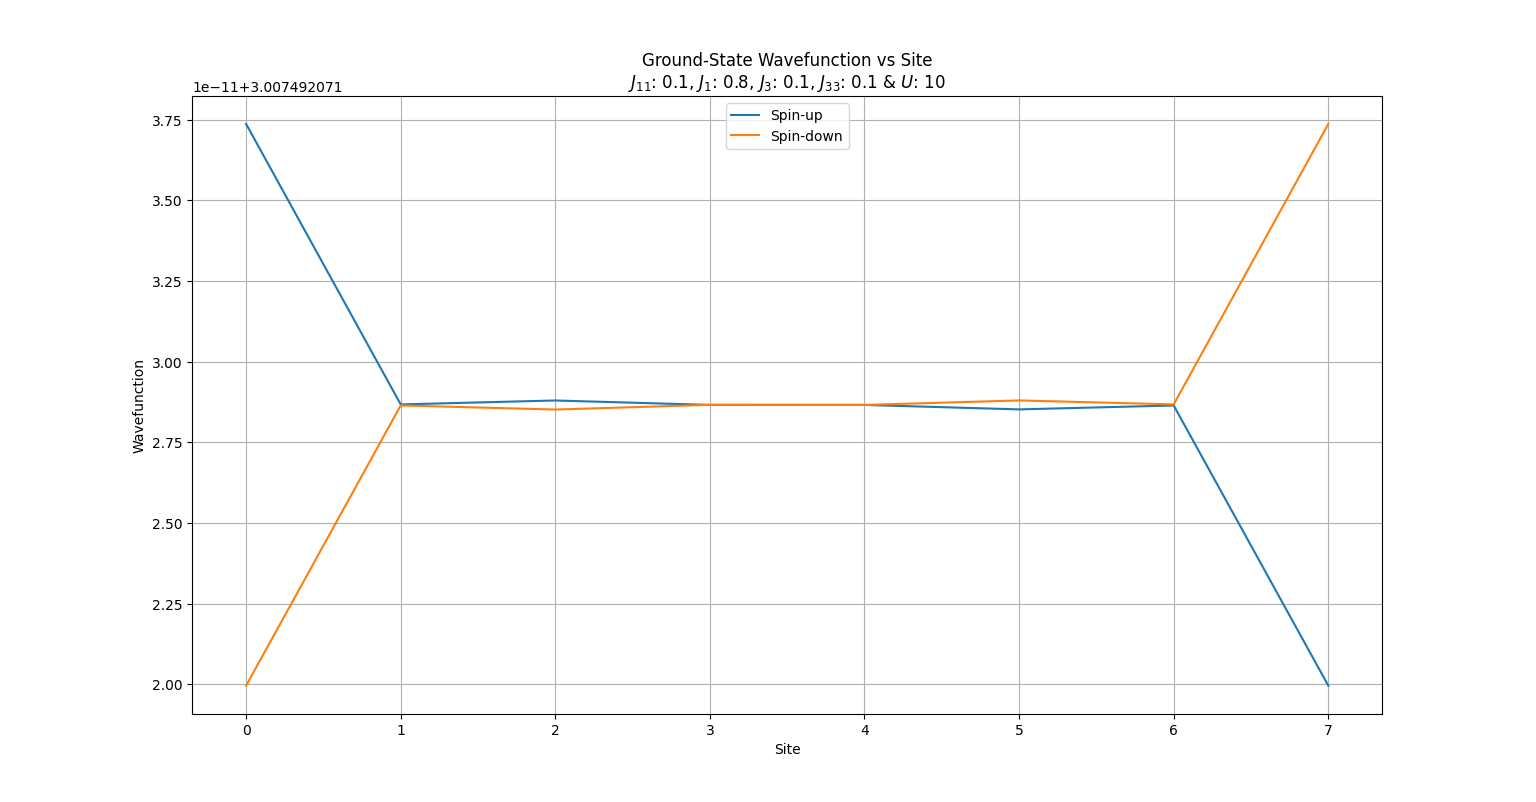 Ground-State Wavefunction vs Site
J₁₁: 0.1, J₁: 0.8, J₃: 0.1, J₃₃: 0.1 & U: 10
1e−11+3.007492071
Spin-up
Spin-down
3.75
3.50
3.25
3.00
2.75
2.50
2.25
2.00
Wavefunction
0 1 2 3 4 5 6 7
Site